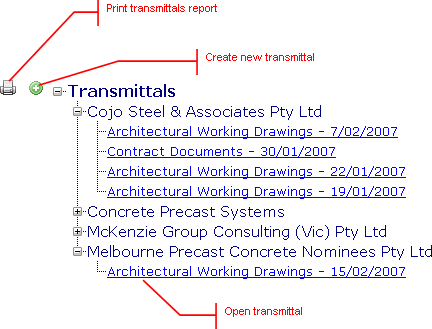 Print transmittals report
Create new transmittal
Transmittals
Cojo Steel & Associates Pty Ltd
Architectural Working Drawings - 7/02/2007
Contract Documents - 30/01/2007
Architectural Working Drawings - 22/01/2007
Architectural Working Drawings - 19/01/2007
Concrete Precast Systems
McKenzie Group Consulting (Vic) Pty Ltd
Melbourne Precast Concrete Nominees Pty Ltd
Architectural Working Drawings - 15/02/2007
Open transmittal